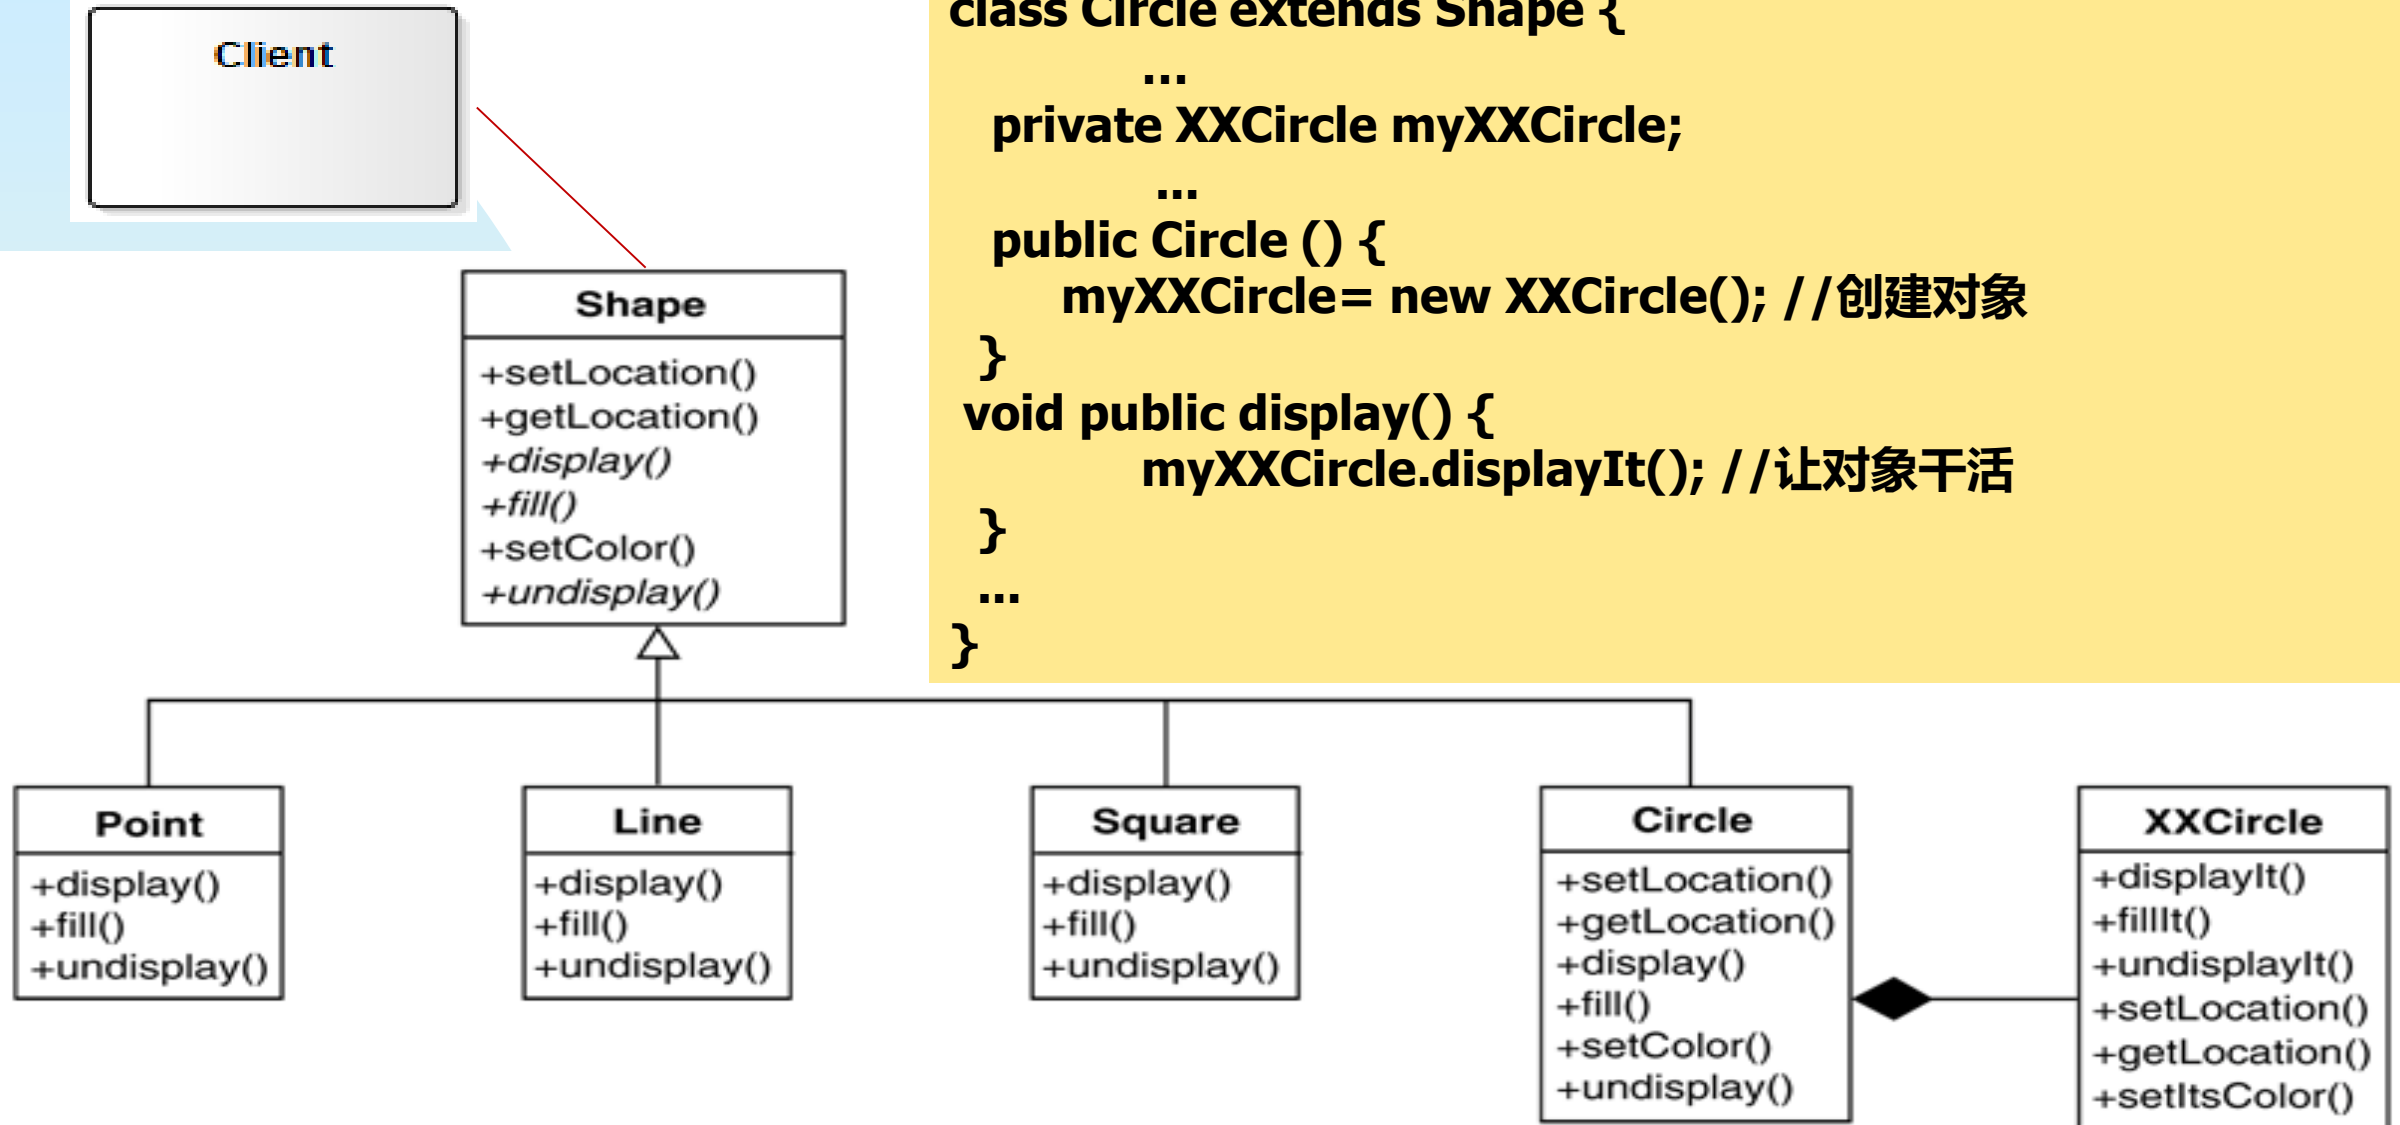 Client
class Circle extends Shape {
...
private XXCircle myXXCircle;
...
public Circle () {
myXXCircle= new XXCircle(); //创建对象
}
void public display() {
myXXCircle.displayIt(); //让对象干活
}
...
}
Shape
+setLocation()
+getLocation()
+display()
+fill()
+setColor()
+undisplay()
Point
+display()
+fill()
+undisplay()
Line
+display()
+fill()
+undisplay()
Square
+display()
+fill()
+undisplay()
Circle
+setLocation()
+getLocation()
+display()
+fill()
+setColor()
+undisplay()
XXCircle
+displayIt()
+fillIt()
+undisplayIt()
+setLocation()
+getLocation()
+setItsColor()